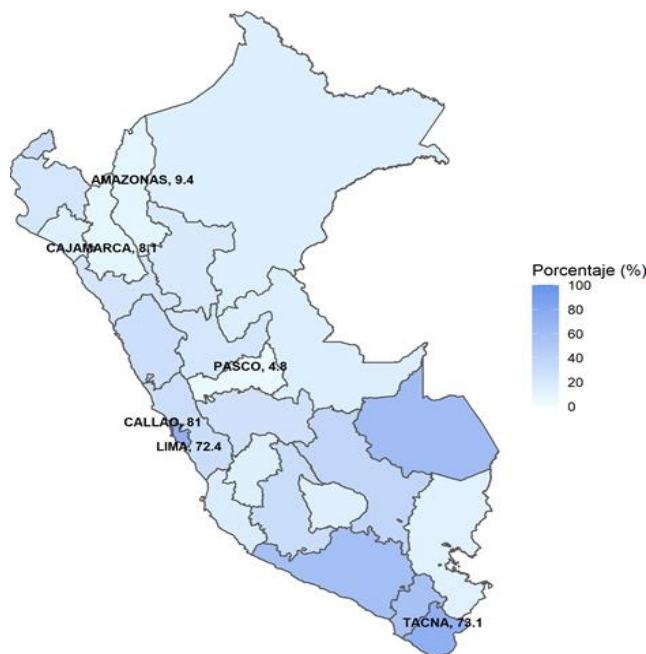 AMAZONAS, 9.4
CAJAMARCA, 8.1
Porcentaje (%)
100
80
60
40
20
0
PASCO, 4.8
CALLAO, 81
LIMA, 72.4
TACNA, 73.1